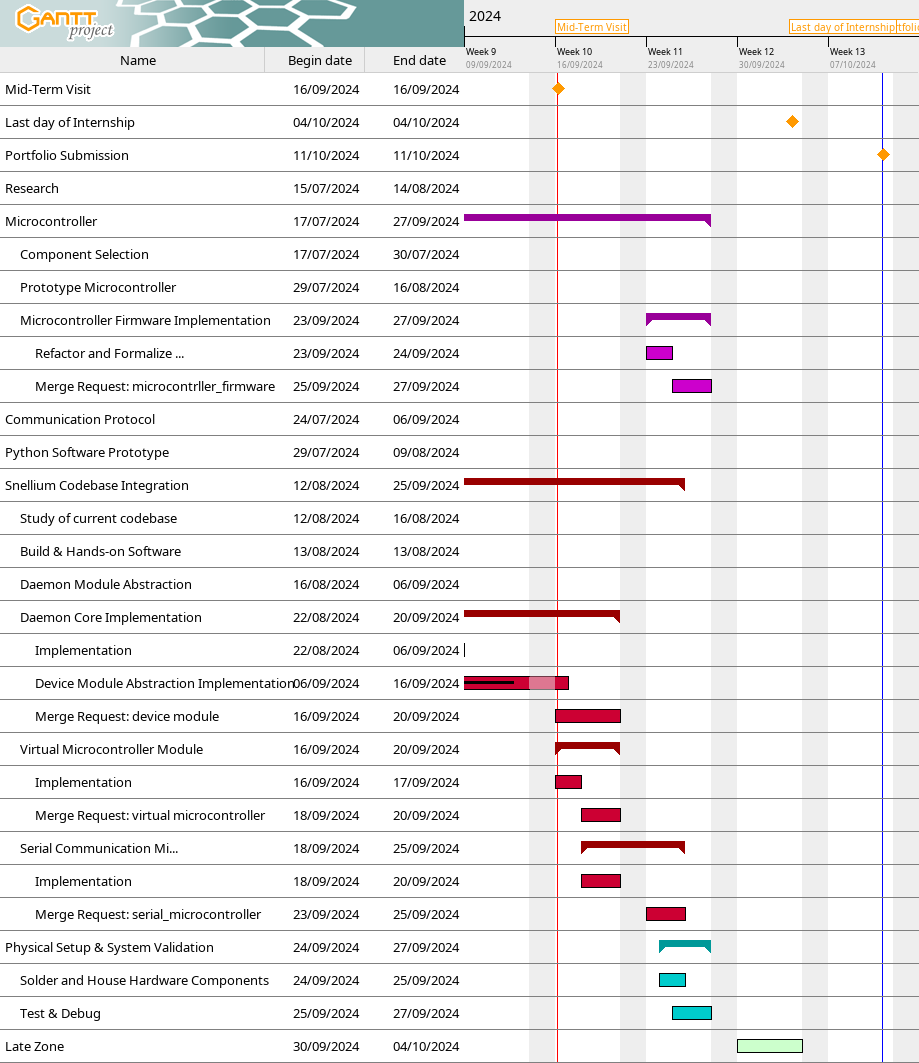 GANTT project
2024
Mid-Term Visit
Last day of Internship
Name Begin date End date
Week 9 Week 10 Week 11 Week 12 Week 13
09/09/2024 16/09/2024 23/09/2024 30/09/2024 07/10/2024
Mid-Term Visit 16/09/2024 16/09/2024
Last day of Internship 04/10/2024 04/10/2024
Portfolio Submission 11/10/2024 11/10/2024
Research 15/07/2024 14/08/2024
Microcontroller 17/07/2024 27/09/2024
Component Selection 17/07/2024 30/07/2024
Prototype Microcontroller 29/07/2024 16/08/2024
Microcontroller Firmware Implementation 23/09/2024 27/09/2024
Refactor and Formalize ... 23/09/2024 24/09/2024
Merge Request: microcontrller_firmware 25/09/2024 27/09/2024
Communication Protocol 24/07/2024 06/09/2024
Python Software Prototype 29/07/2024 09/08/2024
Snellium Codebase Integration 12/08/2024 25/09/2024
Study of current codebase 12/08/2024 16/08/2024
Build & Hands-on Software 13/08/2024 13/08/2024
Daemon Module Abstraction 16/08/2024 06/09/2024
Daemon Core Implementation 22/08/2024 20/09/2024
Implementation 22/08/2024 06/09/2024
Device Module Abstraction Implementation 06/09/2024 16/09/2024
Merge Request: device module 16/09/2024 20/09/2024
Virtual Microcontroller Module 16/09/2024 20/09/2024
Implementation 16/09/2024 17/09/2024
Merge Request: virtual microcontroller 18/09/2024 20/09/2024
Serial Communication Mi... 18/09/2024 25/09/2024
Implementation 18/09/2024 20/09/2024
Merge Request: serial_microcontroller 23/09/2024 25/09/2024
Physical Setup & System Validation 24/09/2024 27/09/2024
Solder and House Hardware Components 24/09/2024 25/09/2024
Test & Debug 25/09/2024 27/09/2024
Late Zone 30/09/2024 04/10/2024